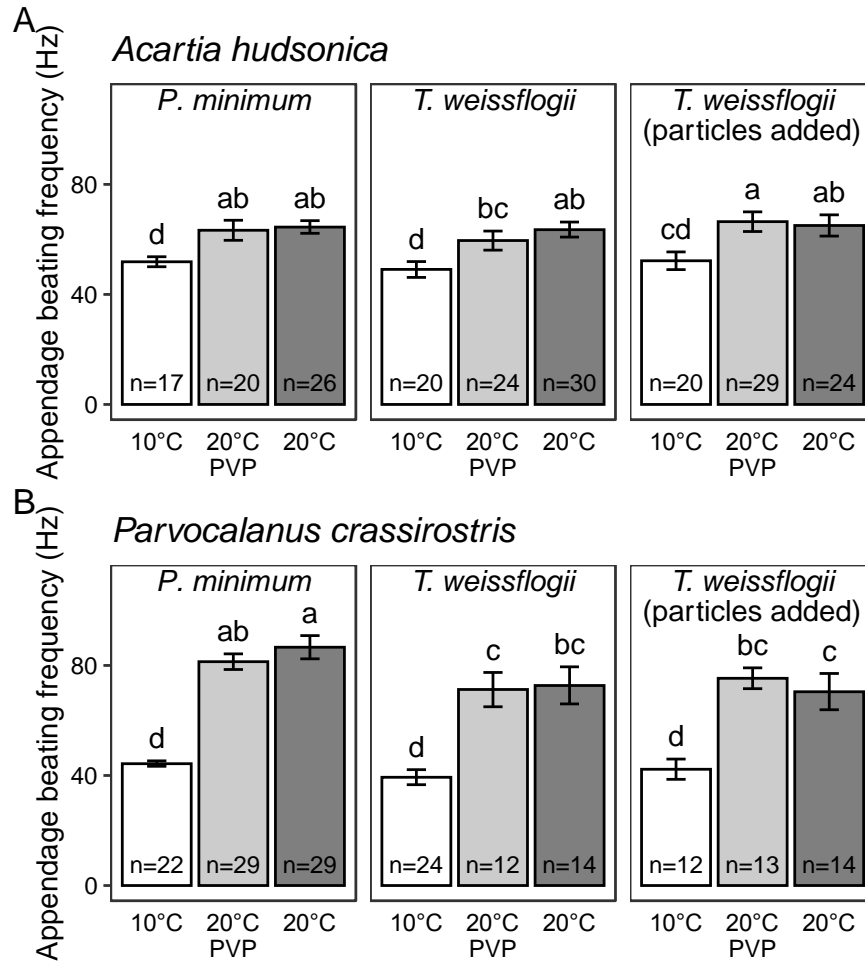 A
Acartia hudsonica
Appendage beating frequency (Hz)
P. minimum
T. weissflogii
T. weissflogii
(particles added)
80
40
0
d ab ab
d bc ab
cd a ab
n=17 n=20 n=26
n=20 n=24 n=30
n=20 n=29 n=24
10°C 20°C 20°C
PVP
10°C 20°C 20°C
PVP
10°C 20°C 20°C
PVP
B
Parvocalanus crassirostris
Appendage beating frequency (Hz)
P. minimum
T. weissflogii
T. weissflogii
(particles added)
80
40
0
d ab a
d c bc
d bc c
n=22 n=29 n=29
n=24 n=12 n=14
n=12 n=13 n=14
10°C 20°C 20°C
PVP
10°C 20°C 20°C
PVP
10°C 20°C 20°C
PVP